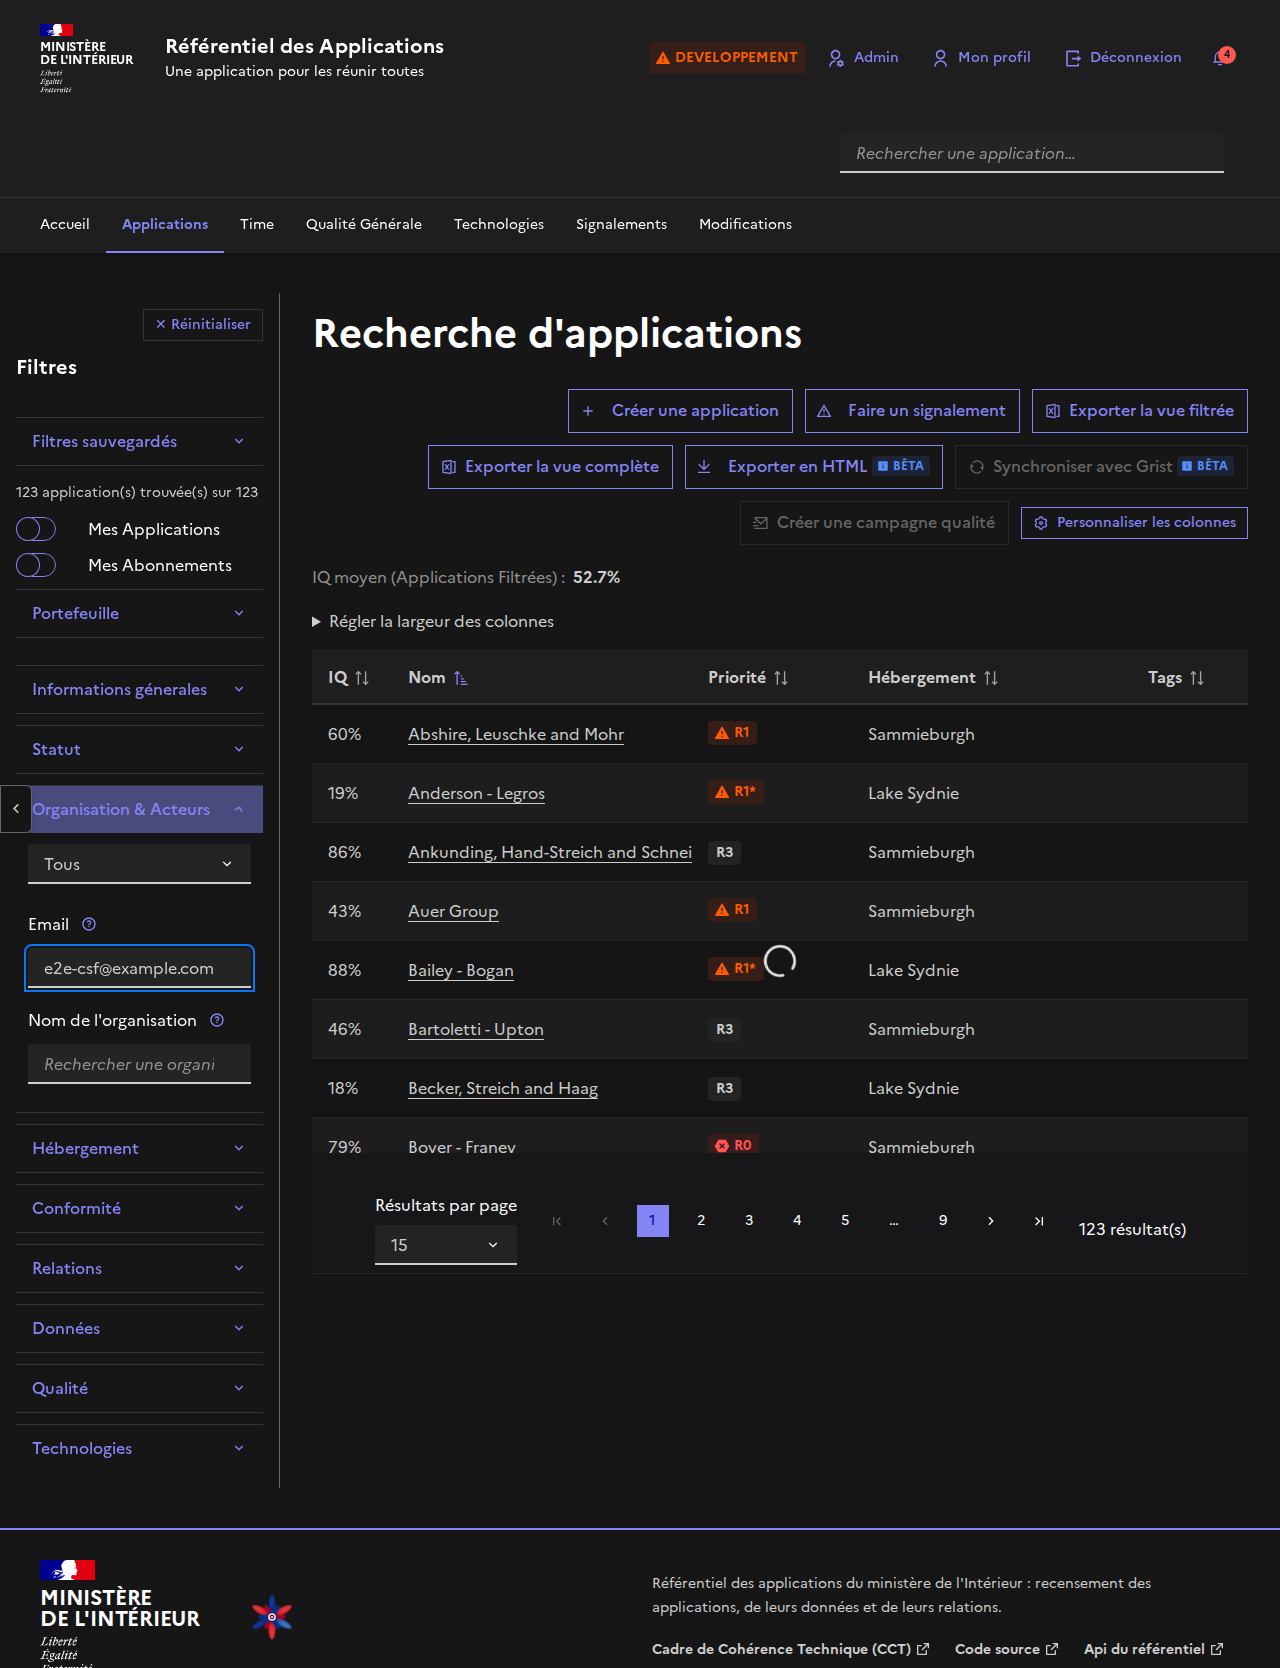 MINISTÈRE
DE L'INTÉRIEUR
Liberté
Égalité
Fraternité
Référentiel des Applications
Une application pour les réunir toutes
DEVELOPPEMENT
Admin
Mon profil
Déconnexion
4
Rechercher une application...
Accueil
Applications
Time
Qualité Générale
Technologies
Signalements
Modifications
Réinitialiser
Filtres
Filtres sauvegardés
123 application(s) trouvée(s) sur 123
Mes Applications
Mes Abonnements
Portefeuille
Informations génerales
Statut
Organisation & Acteurs
Tous
Email
e2e-csf@example.com
Nom de l'organisation
Rechercher une organi
Hébergement
Conformité
Relations
Données
Qualité
Technologies
Recherche d'applications
Créer une application
Faire un signalement
Exporter la vue filtrée
Exporter la vue complète
Exporter en HTML BÊTA
Synchroniser avec Grist BÊTA
Créer une campagne qualité
Personnaliser les colonnes
IQ moyen (Applications Filtrées) : 52.7%
Régler la largeur des colonnes
IQ Nom Priorité Hébergement Tags
60% Abshire, Leuschke and Mohr R1 Sammieburgh
19% Anderson - Legros R1* Lake Sydnie
86% Ankunding, Hand-Streich and Schnei R3 Sammieburgh
43% Auer Group R1 Sammieburgh
88% Bailey - Bogan R1* Lake Sydnie
46% Bartoletti - Upton R3 Sammieburgh
18% Becker, Streich and Haag R3 Lake Sydnie
79% Boyer - Franey R0 Sammieburgh
Résultats par page
15
1 2 3 4 5 … 9
123 résultat(s)
MINISTÈRE
DE L'INTÉRIEUR
Liberté
Égalité
Fraternité
Référentiel des applications du ministère de l'Intérieur : recensement des
applications, de leurs données et de leurs relations.
Cadre de Cohérence Technique (CCT)
Code source
Api du référentiel